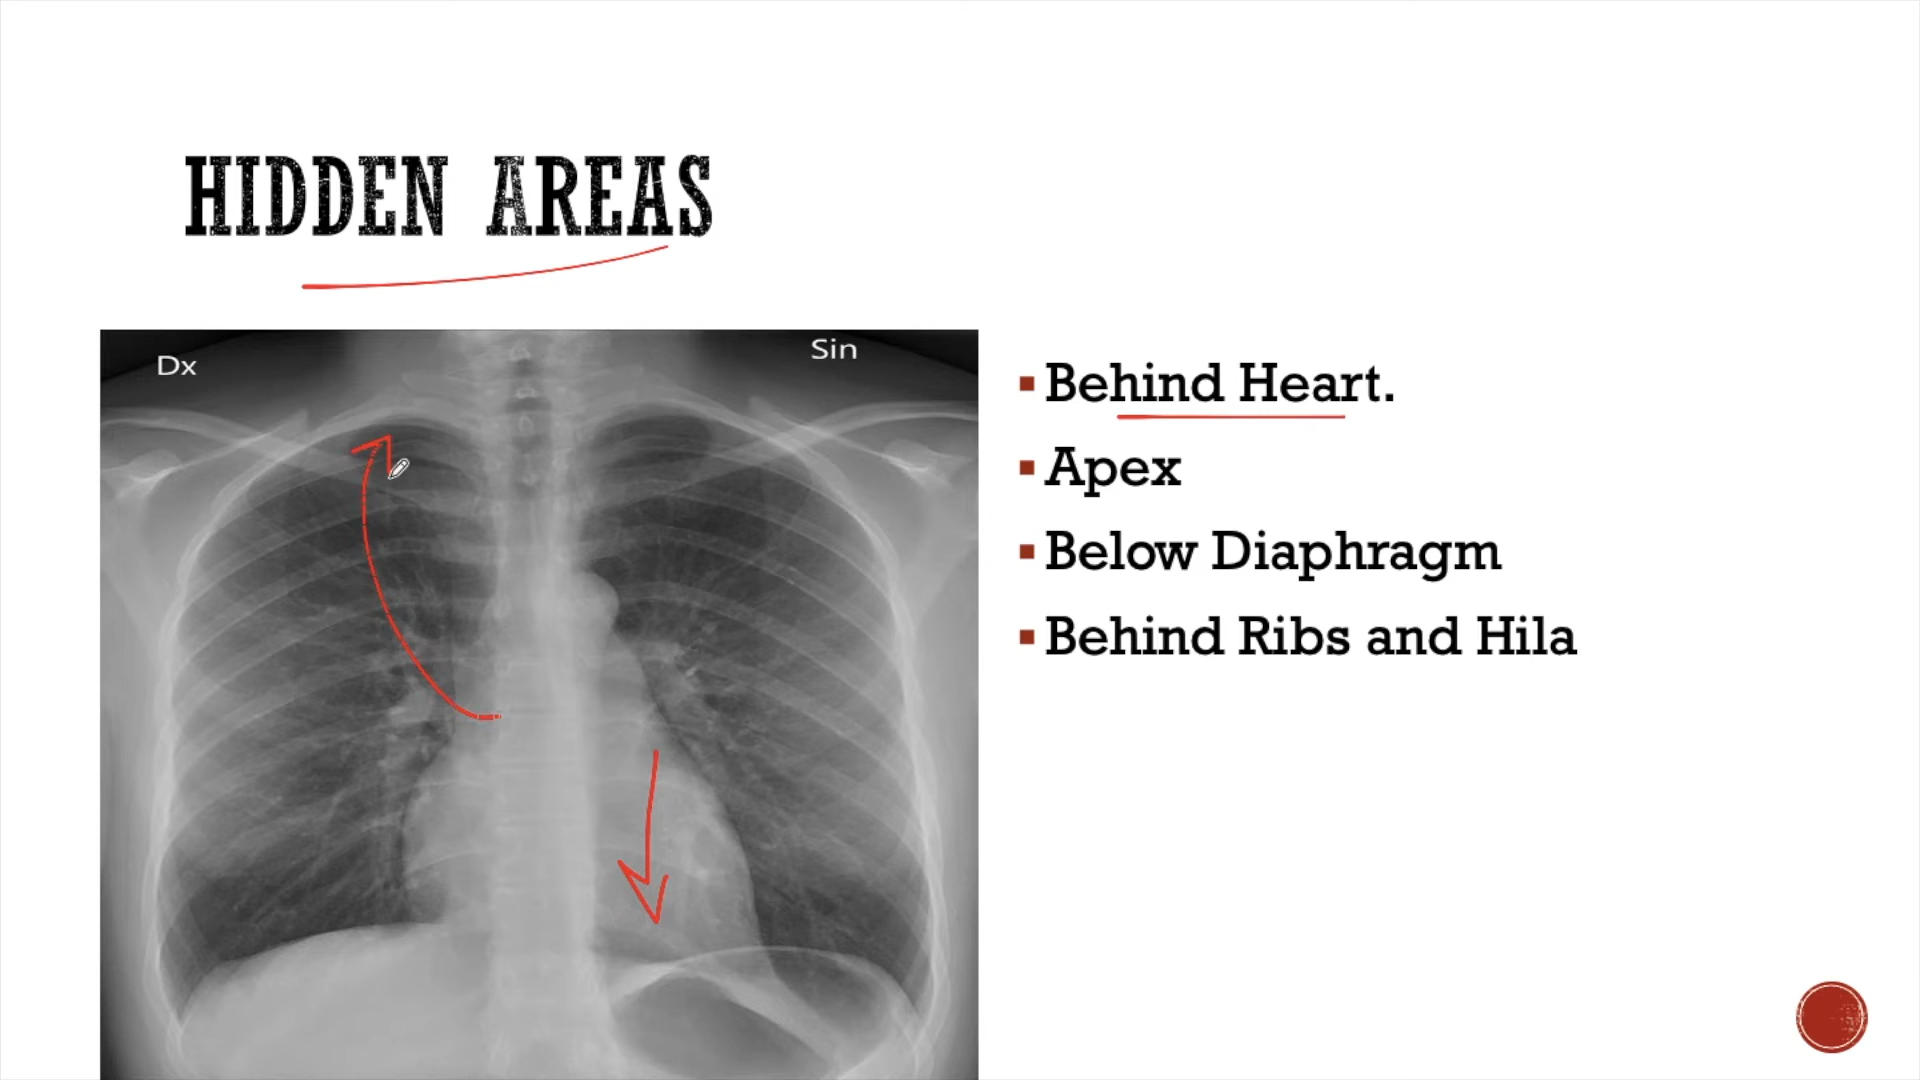 HIDDEN AREAS
Dx
Sin
Behind Heart.
Apex
Below Diaphragm
Behind Ribs and Hila